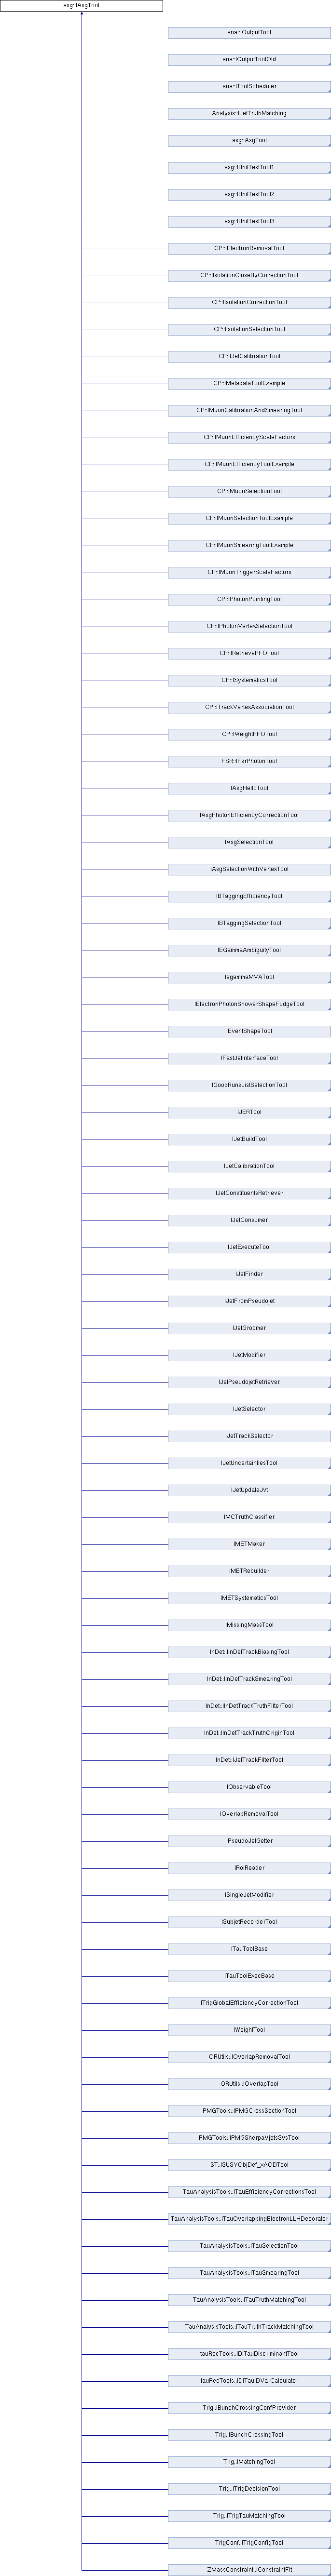 asg::IAsgTool
ana::IOutputTool
ana::IOutputToolOld
ana::IToolScheduler
Analysis::IJetTruthMatching
asg::AsgTool
asg::IUnitTestTool1
asg::IUnitTestTool2
asg::IUnitTestTool3
CP::IElectronRemovalTool
CP::IIsolationCloseByCorrectionTool
CP::IIsolationCorrectionTool
CP::IIsolationSelectionTool
CP::IJetCalibrationTool
CP::IMetadataToolExample
CP::IMuonCalibrationAndSmearingTool
CP::IMuonEfficiencyScaleFactors
CP::IMuonEfficiencyToolExample
CP::IMuonSelectionTool
CP::IMuonSelectionToolExample
CP::IMuonSmearingToolExample
CP::IMuonTriggerScaleFactors
CP::IPhotonPointingTool
CP::IPhotonVertexSelectionTool
CP::IRetrievePFOTool
CP::ISystematicsTool
CP::ITrackVertexAssociationTool
CP::IWeightPFOTool
FSR::IFsrPhotonTool
IAsgHelloTool
IAsgPhotonEfficiencyCorrectionTool
IAsgSelectionTool
IAsgSelectionWithVertexTool
IBTaggingEfficiencyTool
IBTaggingSelectionTool
IEGammaAmbiguityTool
IegammaMVATool
IElectronPhotonShowerShapeFudgeTool
IEventShapeTool
IFastJetInterfaceTool
IGoodRunsListSelectionTool
IJERTool
IJetBuildTool
IJetCalibrationTool
IJetConstituentsRetriever
IJetConsumer
IJetExecuteTool
IJetFinder
IJetFromPseudojet
IJetGroomer
IJetModifier
IJetPseudojetRetriever
IJetSelector
IJetTrackSelector
IJetUncertaintiesTool
IJetUpdateJvt
IMCTruthClassifier
IMETMaker
IMETRebuilder
IMETSystematicsTool
IMissingMassTool
InDet::IInDetTrackBiasingTool
InDet::IInDetTrackSmearingTool
InDet::IInDetTrackTruthFilterTool
InDet::IInDetTrackTruthOriginTool
InDet::IJetTrackFilterTool
IObservableTool
IOverlapRemovalTool
IPseudoJetGetter
IRoiReader
ISingleJetModifier
ISubjetRecorderTool
ITauToolBase
ITauToolExecBase
ITrigGlobalEfficiencyCorrectionTool
IWeightTool
ORUtils::IOverlapRemovalTool
ORUtils::IOverlapTool
PMGTools::IPMGCrossSectionTool
PMGTools::IPMGSherpaVjetsSysTool
ST::ISUSYObjDef_xAODTool
TauAnalysisTools::ITauEfficiencyCorrectionsTool
TauAnalysisTools::ITauOverlappingElectronLLHDecorator
TauAnalysisTools::ITauSelectionTool
TauAnalysisTools::ITauSmearingTool
TauAnalysisTools::ITauTruthMatchingTool
TauAnalysisTools::ITauTruthTrackMatchingTool
tauRecTools::IDiTauDiscriminantTool
tauRecTools::IDiTauIDVarCalculator
Trig::IBunchCrossingConfProvider
Trig::IBunchCrossingTool
Trig::IMatchingTool
Trig::ITrigDecisionTool
Trig::ITrigTauMatchingTool
TrigConf::ITrigConfigTool
ZMassConstraint::IConstraintFit